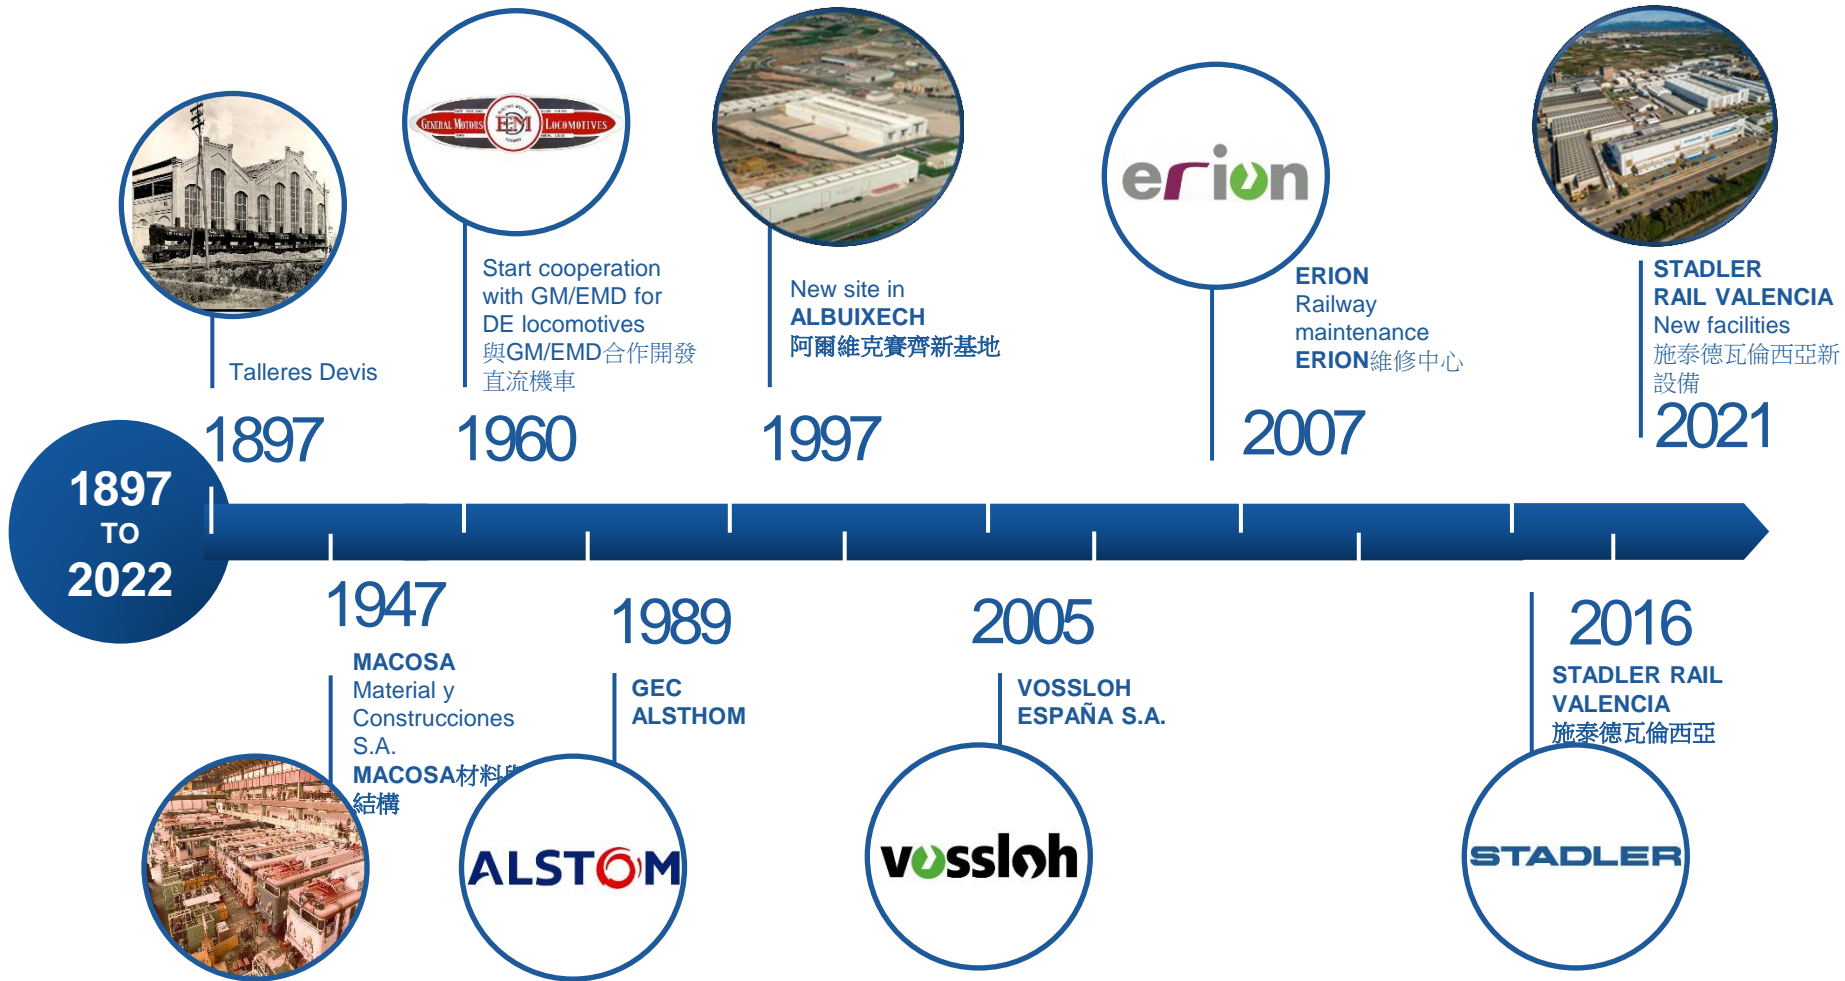 1897
TO
2022
Talleres Devis
1897
GENERAL MOTORS
EMD
LOCOMOTIVES
Start cooperation
with GM/EMD for
DE locomotives
與GM/EMD合作開發
直流機車
1960
New site in
ALBUIXECH
阿爾維克賽齊新基地
1997
erion
ERION
Railway
maintenance
ERION維修中心
2007
STADLER
RAIL VALENCIA
New facilities
施泰德瓦倫西亞新
設備
2021
1947
MACOSA
Material y
Construcciones
S.A.
MACOSA材料
結構
1989
GEC
ALSTHOM
ALSTOM
2005
VOSSLOH
ESPAÑA S.A.
vossloh
2016
STADLER RAIL
VALENCIA
施泰德瓦倫西亞
STADLER